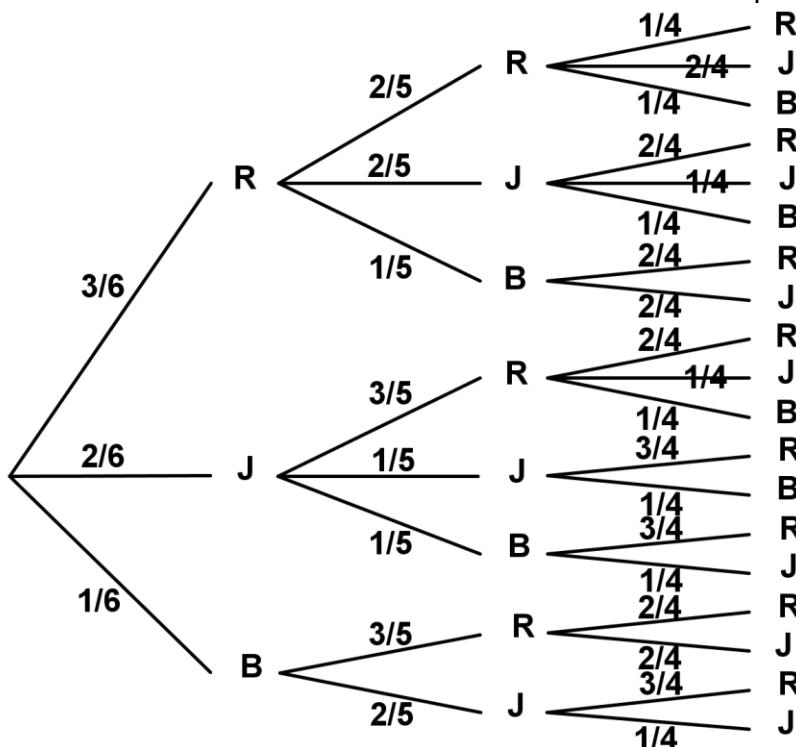 1/4 R
2/4 J
R
1/4 B
2/5
2/4 R
R 2/5 J 1/4 J
1/4 B
2/4 R
1/5 B
3/6 2/4 J
2/4 R
R 1/4 J
3/5
1/4 B
3/4 R
2/6 J 1/5 J
1/4 B
3/4 R
1/5 B
1/4 J
1/6 2/4 R
3/5 R
2/4 J
B 3/4 R
2/5 J
1/4 J